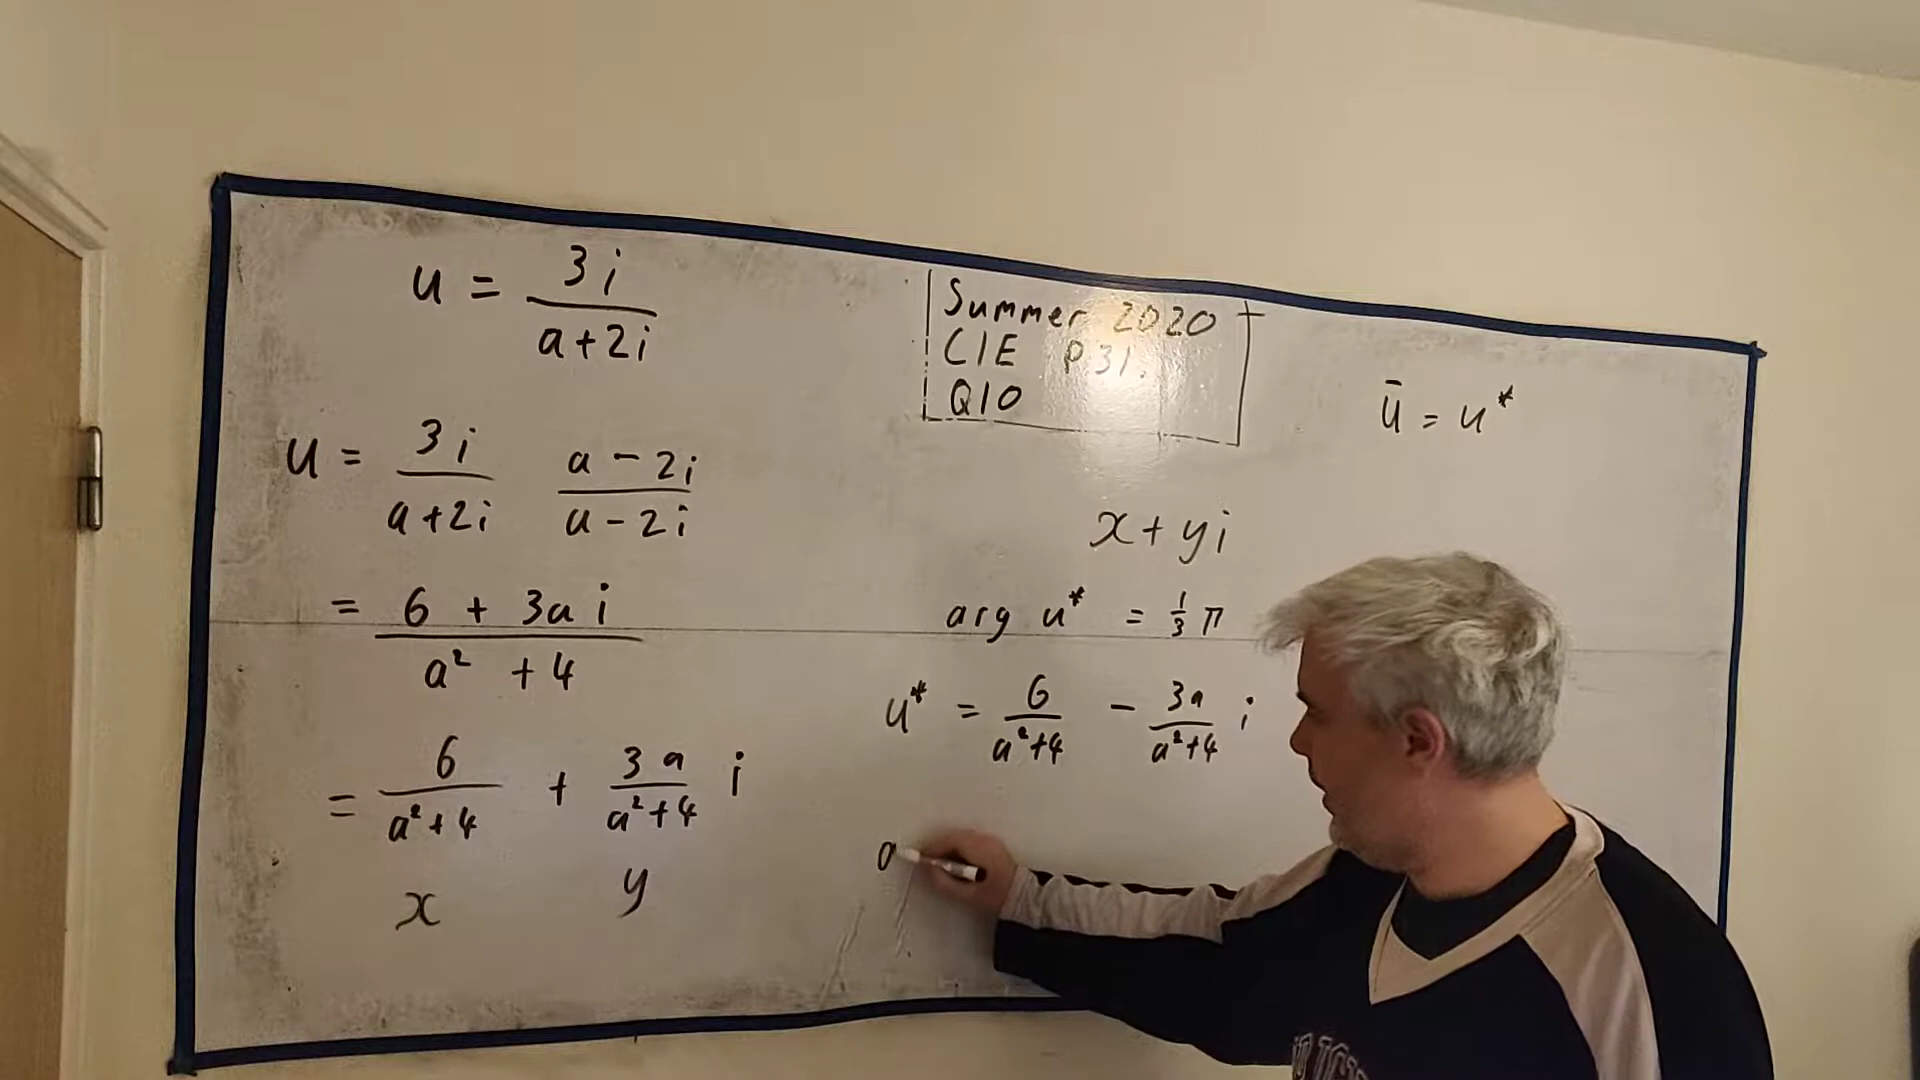 u = 3i / a+2i
u = 3i / a+2i a - 2i / a - 2i
= 6 + 3a i / a² + 4
= 6 / a²+4 + 3a / a²+4 i
x y
Summer 2020
CIE P31.
Q10
ū = u*
x + yi
arg u* = 1/3 π
u* = 6 / a²+4 - 3a / a²+4 i
a